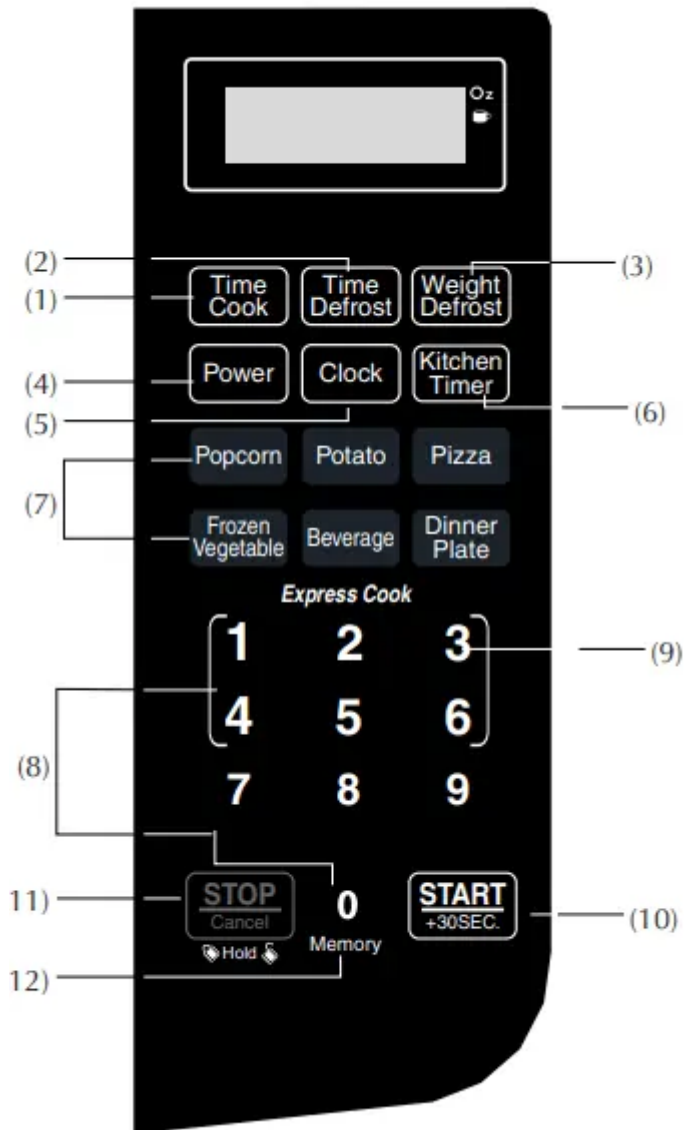 Oz
(2)
(3)
(1)
Time Cook
Time Defrost
Weight Defrost
(4)
Power
Clock
Kitchen Timer
(5)
(6)
Popcorn
Potato
Pizza
(7)
Frozen Vegetable
Beverage
Dinner Plate
Express Cook
1 2 3
(9)
4 5 6
(8)
7 8 9
11)
STOP
Cancel
0
START
+30SEC.
(10)
Hold
Memory
12)